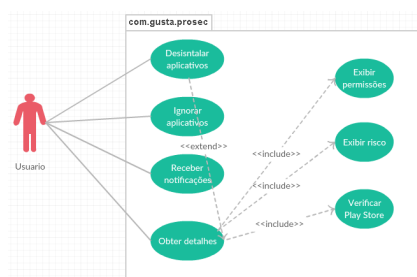 com.gusta.prosec
Desisntalar
aplicativos
Exibir
permissões
Ignorar
aplicativos
<<extend>>
Exibir risco
<<include>>
Usuario
Receber
notificações
<<include>>
Verificar
Play Store
<<include>>
Obter detalhes